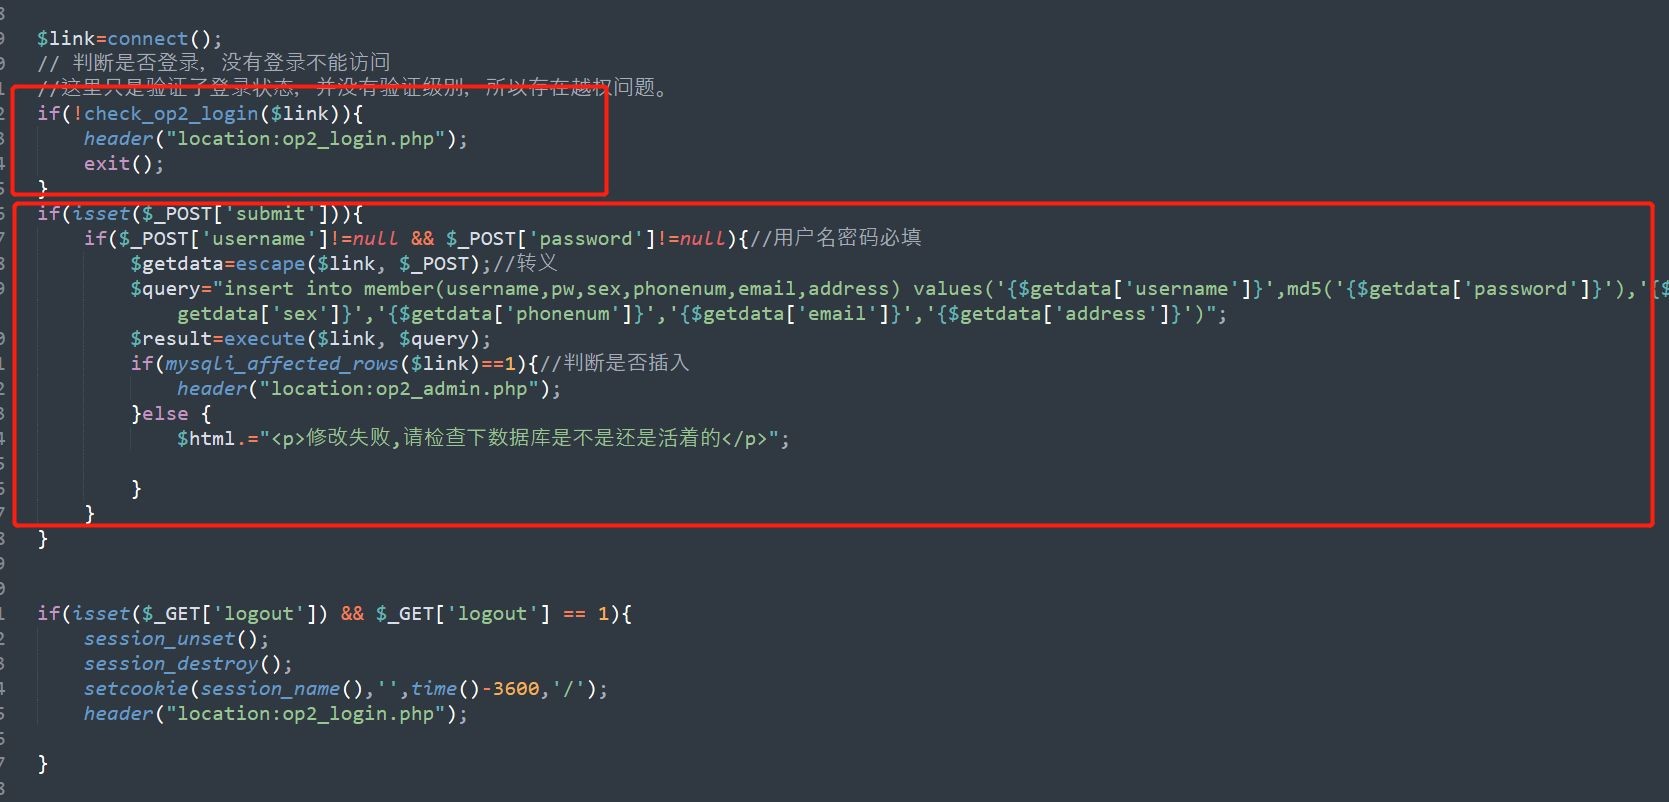 $link=connect();
// 判断是否登录，没有登录不能访问
//这里只是验证了登录状态，并没有验证级别，所以存在越权问题。
if(!check_op2_login($link)){
header("location:op2_login.php");
exit();
}
if(isset($_POST['submit'])){
if($_POST['username']!=null && $_POST['password']!=null){//用户名密码必填
$getdata=escape($link, $_POST);//转义
$query="insert into member(username,pw,sex,phonenum,email,address) values('{$getdata['username']}',md5('{$getdata['password']}'),'{$
getdata['sex']}','{$getdata['phonenum']}','{$getdata['email']}','{$getdata['address']}')";
$result=execute($link, $query);
if(mysqli_affected_rows($link)==1){//判断是否插入
header("location:op2_admin.php");
}else {
$html.="<p>修改失败,请检查下数据库是不是还是活着的</p>";
}
}
}
if(isset($_GET['logout']) && $_GET['logout'] == 1){
session_unset();
session_destroy();
setcookie(session_name(),'',time()-3600,'/');
header("location:op2_login.php");
}